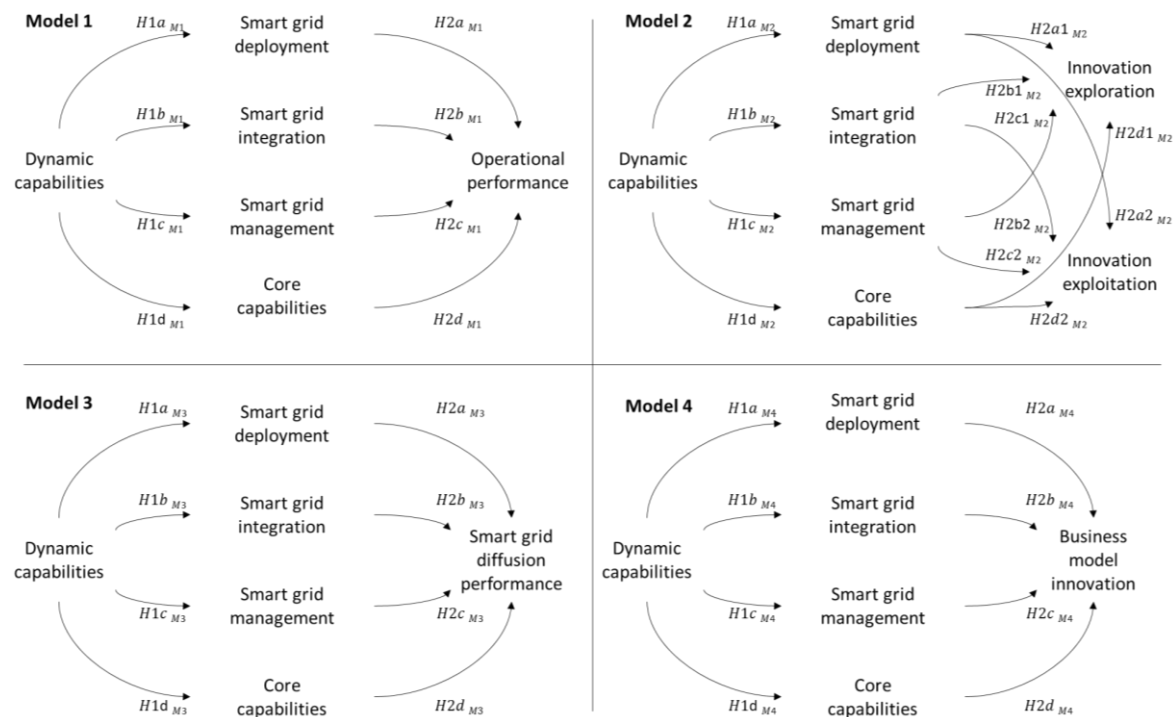 Model 1
H1a M1
Smart grid
deployment
H2a M1
H1b M1
Smart grid
integration
H2b M1
Dynamic
capabilities
Operational
performance
H1c M1
Smart grid
management
H2c M1
Core
capabilities
H1d M1
H2d M1
Model 2
H1a M2
Smart grid
deployment
H2a1 M2
Innovation
exploration
H1b M2
Smart grid
integration
H2b1 M2
H2c1 M2
H2d1 M2
Dynamic
capabilities
H1c M2
Smart grid
management
H2b2 M2
H2a2 M2
H2c2 M2
Innovation
exploitation
H1d M2
Core
capabilities
H2d2 M2
Model 3
H1a M3
Smart grid
deployment
H2a M3
H1b M3
Smart grid
integration
H2b M3
Dynamic
capabilities
Smart grid
diffusion
performance
H1c M3
Smart grid
management
H2c M3
H1d M3
Core
capabilities
H2d M3
Model 4
H1a M4
Smart grid
deployment
H2a M4
H1b M4
Smart grid
integration
H2b M4
Dynamic
capabilities
Business
model
innovation
H1c M4
Smart grid
management
H2c M4
H1d M4
Core
capabilities
H2d M4